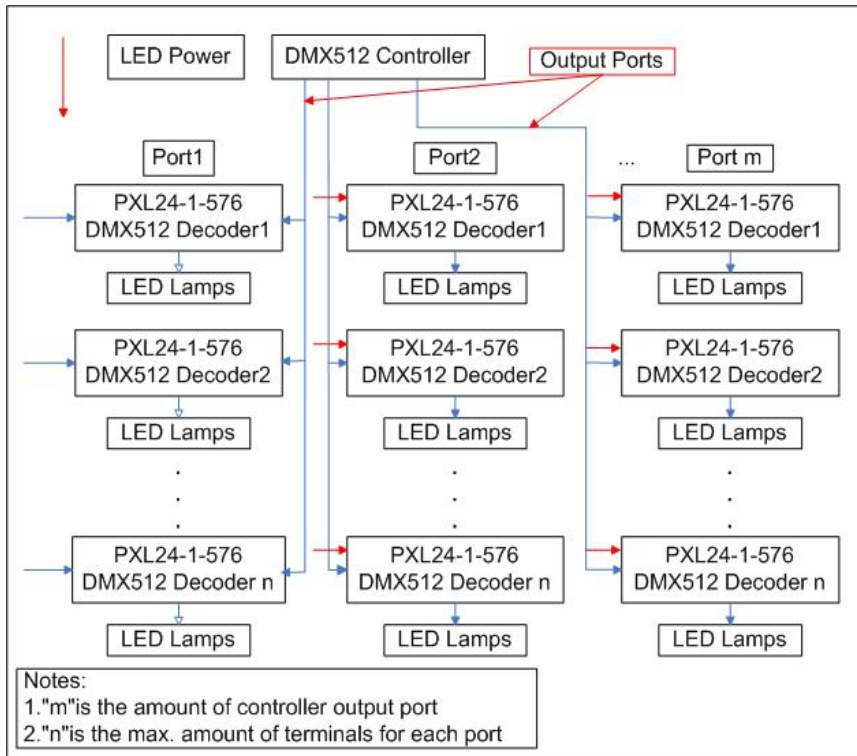 LED Power
DMX512 Controller
Output Ports
Port1
Port2
...
Port m
PXL24-1-576
DMX512 Decoder1
PXL24-1-576
DMX512 Decoder1
PXL24-1-576
DMX512 Decoder1
LED Lamps
LED Lamps
LED Lamps
PXL24-1-576
DMX512 Decoder2
PXL24-1-576
DMX512 Decoder2
PXL24-1-576
DMX512 Decoder2
LED Lamps
LED Lamps
LED Lamps
PXL24-1-576
DMX512 Decoder n
PXL24-1-576
DMX512 Decoder n
PXL24-1-576
DMX512 Decoder n
LED Lamps
LED Lamps
LED Lamps
Notes:
1."m"is the amount of controller output port
2."n"is the max. amount of terminals for each port